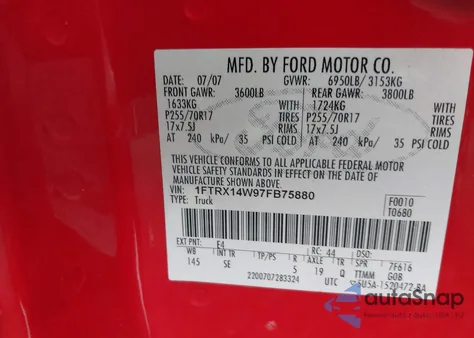 MFD. BY FORD MOTOR CO.
DATE: 07/07 GVWR: 6950LB/ 3153KG
FRONT GAWR: 3600LB REAR GAWR: 3800LB
1633KG WITH 1724KG WITH
P255/70R17 TIRES P255/70R17 TIRES
17x7.5J RIMS 17x7.5J RIMS
AT 240 kPa/ 35 PSI COLD AT 240 kPa/ 35 PSI COLD
THIS VEHICLE CONFORMS TO ALL APPLICABLE FEDERAL MOTOR
VEHICLE SAFETY STANDARDS IN EFFECT ON THE DATE OF
MANUFACTURE SHOWN ABOVE.
VIN: 1FTRX14W97FB75880 F0010
TYPE: Truck T0680
EXT PNT: E4 RC: 44 DSO:
WB INT TR TP/PS R AXLE TR SPR 7F616
145 SE 5 19 Q TTMM G0B
2200707283324 UTC 5U5A-1520472-BA
autoSnap